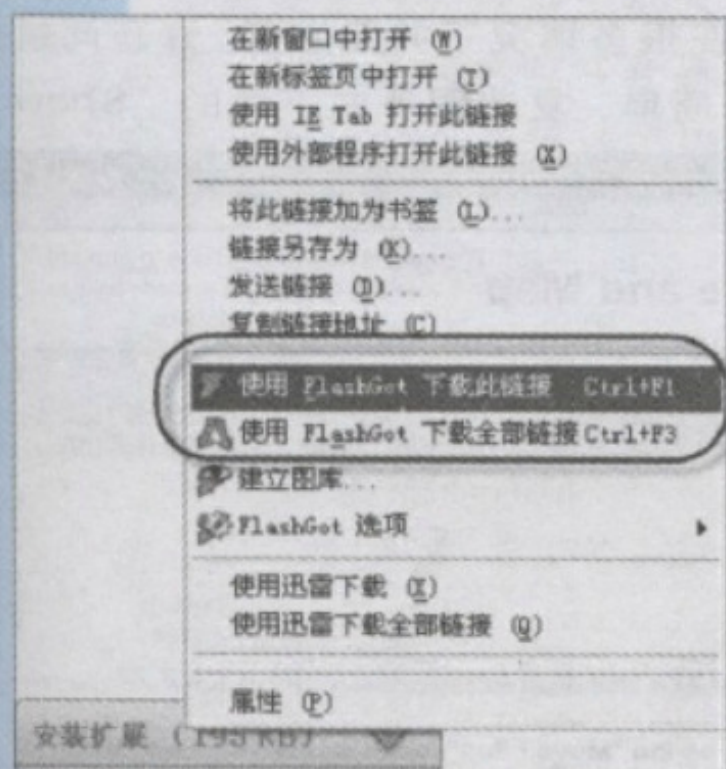 在新窗口中打开 (W)
在新标签页中打开 (T)
使用 IE Tab 打开此链接
使用外部程序打开此链接 (X)
将此链接加为书签 (L)...
链接另存为 (K)...
发送链接 (D)...
复制链接地址 (C)
使用 FlashGot 下载此链接 Ctrl+F1
使用 FlashGot 下载全部链接 Ctrl+F3
建立图库...
FlashGot 选项
使用迅雷下载 (X)
使用迅雷下载全部链接 (Q)
属性 (P)
安装扩展 (193 KB)